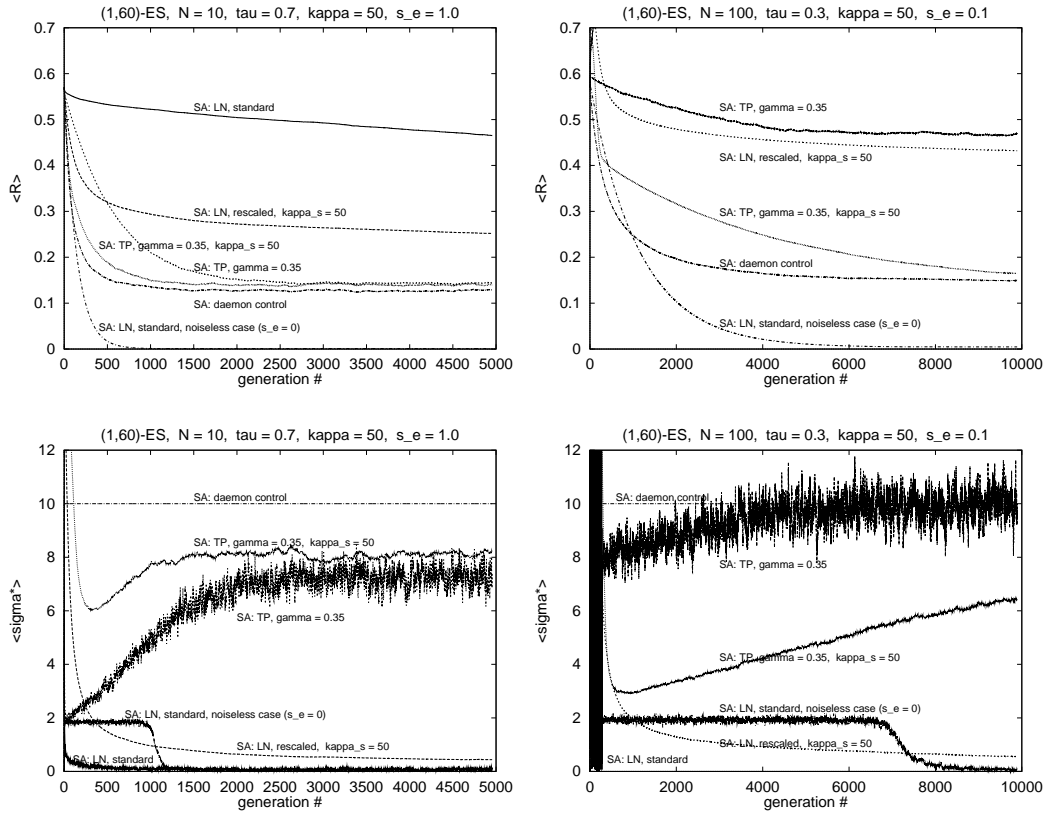 (1,60)-ES, N = 10, tau = 0.7, kappa = 50, s_e = 1.0
0.7
0.6
0.5
0.4
0.3
0.2
0.1
0
<R>
SA: LN, standard
SA: LN, rescaled, kappa_s = 50
SA: TP, gamma = 0.35, kappa_s = 50
SA: TP, gamma = 0.35
SA: daemon control
SA: LN, standard, noiseless case (s_e = 0)
0 500 1000 1500 2000 2500 3000 3500 4000 4500 5000
generation #
(1,60)-ES, N = 100, tau = 0.3, kappa = 50, s_e = 0.1
0.7
0.6
0.5
0.4
0.3
0.2
0.1
0
<R>
SA: TP, gamma = 0.35
SA: LN, rescaled, kappa_s = 50
SA: TP, gamma = 0.35, kappa_s = 50
SA: daemon control
SA: LN, standard, noiseless case (s_e = 0)
0 2000 4000 6000 8000 10000
generation #
(1,60)-ES, N = 10, tau = 0.7, kappa = 50, s_e = 1.0
12
10
8
6
4
2
0
<sigma*>
SA: daemon control
SA: TP, gamma = 0.35, kappa_s = 50
SA: TP, gamma = 0.35
SA: LN, standard, noiseless case (s_e = 0)
SA: LN, rescaled, kappa_s = 50
SA: LN, standard
0 500 1000 1500 2000 2500 3000 3500 4000 4500 5000
generation #
(1,60)-ES, N = 100, tau = 0.3, kappa = 50, s_e = 0.1
12
10
8
6
4
2
0
<sigma*>
SA: daemon control
SA: TP, gamma = 0.35
SA: TP, gamma = 0.35, kappa_s = 50
SA: LN, standard, noiseless case (s_e = 0)
SA: LN, rescaled, kappa_s = 50
SA: LN, standard
0 2000 4000 6000 8000 10000
generation #